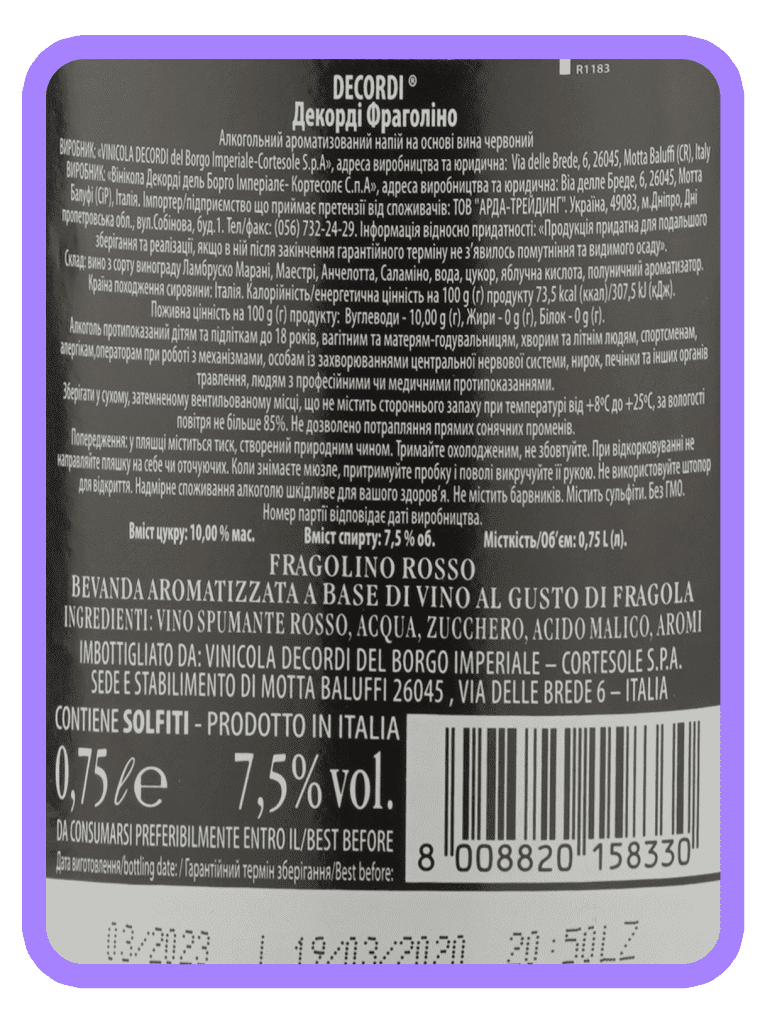 R1183
DECORDI ®
Декорді Фраголіно
Алкогольний ароматизований напій на основі вина червоний
ВИРОБНИК: «VINICOLA DECORDI del Borgo Imperiale-Cortesole S.p.A», адреса виробництва та юридична: Via delle Brede, 6, 26045, Motta Baluffi (CR), Italy
ВИРОБНИК: «Вінікола Декорді дель Борго Імперіалє- Кортесолє С.п.А», адреса виробництва та юридична: Віа делле Бреде, 6, 26045, Мотта
Балуфі (СР), Італія. Імпортер/підприємство що приймає претензії від споживачів: ТОВ "АРДА-ТРЕЙДИНГ". Україна, 49083, м.Дніпро, Дні
пропетровська обл., вул.Собінова, буд.1. Тел/факс: (056) 732-24-29. Інформація відносно придатності: «Продукція придатна для подальшого
зберігання та реалізації, якщо в ній після закінчення гарантійного терміну не з'явилось помутніння та видимого осаду».
Склад: вино з сорту винограду Ламбруско Марані, Маестрі, Анчелотта, Саламіно, вода, цукор, яблучна кислота, полуничний ароматизатор.
Країна походження сировини: Італія. Калорійність/енергетична цінність на 100 g (г) продукту 73,5 kcal (ккал)/307,5 kJ (кДж).
Поживна цінність на 100 g (г) продукту: Вуглеводи - 10,00 g (г), Жири - 0 g (г), Білок - 0 g (г).
Алкоголь протипоказаний дітям та підліткам до 18 років, вагітним та матерям-годувальницям, хворим та літнім людям, спортсменам,
алергікам,операторам при роботі з механізмами, особам із захворюваннями центральної нервової системи, нирок, печінки та інших органів
травлення, людям з професійними чи медичними протипоказаннями.
Зберігати у сухому, затемненому вентильованому місці, що не містить стороннього запаху при температурі від +8ºС до +25ºС, за вологості
повітря не більше 85%. Не дозволено потрапляння прямих сонячних променів.
Попередження: у пляшці міститься тиск, створений природним чином. Тримайте охолодженим, не збовтуйте. При відкорковуванні не
направляйте пляшку на себе чи оточуючих. Коли знімаєте мюзле, притримуйте пробку і поволі викручуйте її рукою. Не використовуйте штопор
для відкриття. Надмірне споживання алкоголю шкідливе для вашого здоров'я. Не містить барвників. Містить сульфіти. Без ГМО.
Номер партії відповідає даті виробництва.
Вміст цукру: 10,00 % мас. Вміст спирту: 7,5 % об. Місткість/Об'єм: 0,75 L (л).
FRAGOLINO ROSSO
BEVANDA AROMATIZZATA A BASE DI VINO AL GUSTO DI FRAGOLA
INGREDIENTI: VINO SPUMANTE ROSSO, ACQUA, ZUCCHERO, ACIDO MALICO, AROMI
IMBOTTIGLIATO DA: VINICOLA DECORDI DEL BORGO IMPERIALE – CORTESOLE S.P.A.
SEDE E STABILIMENTO DI MOTTA BALUFFI 26045 , VIA DELLE BREDE 6 – ITALIA
CONTIENE SOLFITI - PRODOTTO IN ITALIA
0,75 ℓ e 7,5% vol.
DA CONSUMARSI PREFERIBILMENTE ENTRO IL/BEST BEFORE
Дата виготовлення/bottling date: / Гарантійний термін зберігання/Best before:
8 008820 158330
03/2023 L 19/03/2020 20:50LZ